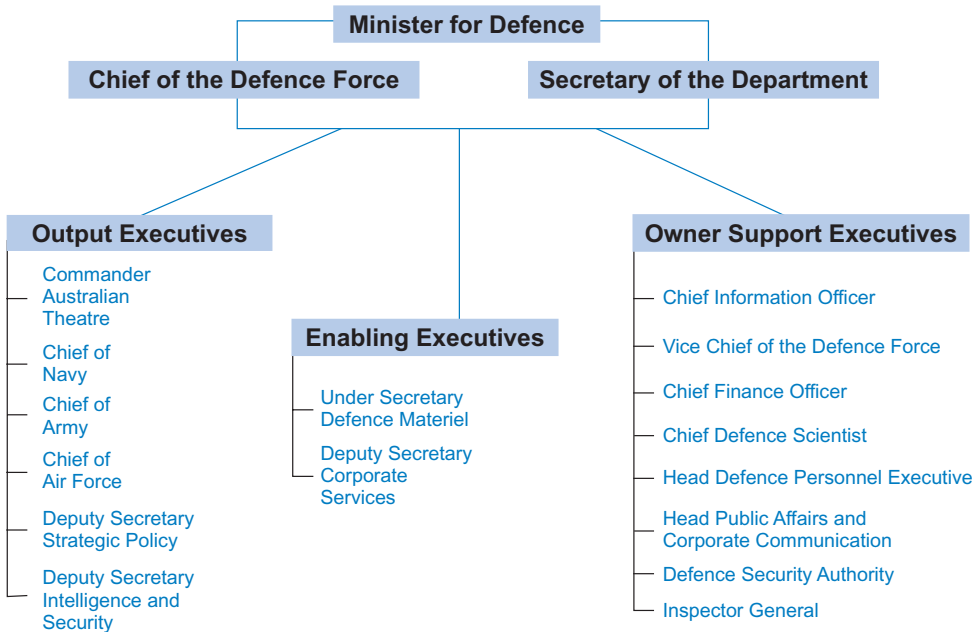 Minister for Defence
Chief of the Defence Force
Secretary of the Department
Output Executives
Commander
Australian
Theatre
Chief of
Navy
Chief of
Army
Chief of
Air Force
Deputy Secretary
Strategic Policy
Deputy Secretary
Intelligence and
Security
Enabling Executives
Under Secretary
Defence Materiel
Deputy Secretary
Corporate
Services
Owner Support Executives
Chief Information Officer
Vice Chief of the Defence Force
Chief Finance Officer
Chief Defence Scientist
Head Defence Personnel Executive
Head Public Affairs and
Corporate Communication
Defence Security Authority
Inspector General